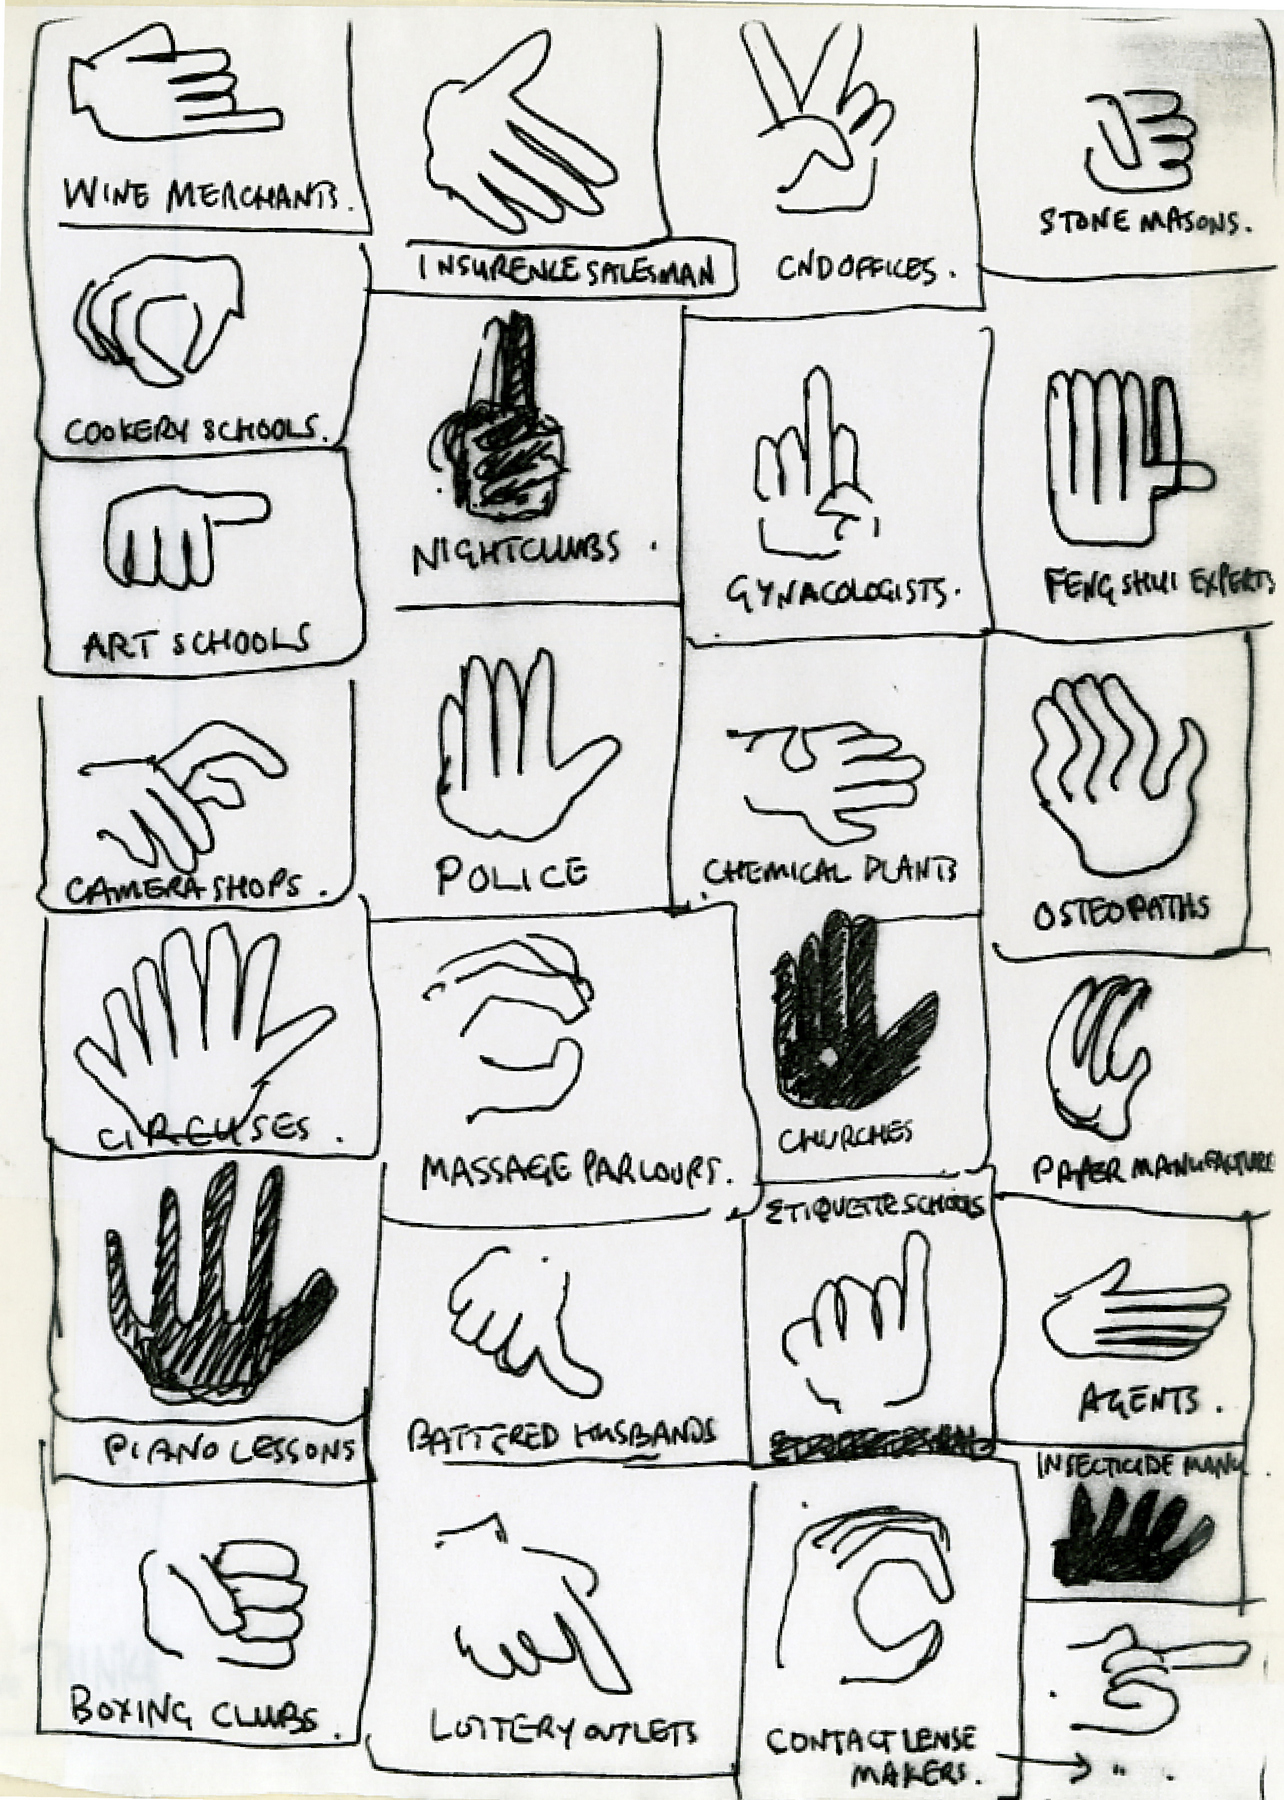 WINE MERCHANTS.
INSURENCE SALESMAN
CND OFFICES.
STONE MASONS.
COOKERY SCHOOLS.
NIGHTCLUBS.
GYNACOLOGISTS.
FENG SHUI EXPERTS
ART SCHOOLS
CAMERA SHOPS.
POLICE
CHEMICAL PLANTS
OSTEOPATHS
CIRCUSES.
MASSAGE PARLOURS.
CHURCHES
PAPER MANUFACTURE
PIANO LESSONS
BATTERED HUSBANDS
ETIQUETTE SCHOOLS
AGENTS.
INSECTICIDE MANU
BOXING CLUBS.
LOTTERY OUTLETS
CONTACT LENSE
MAKERS.
" .